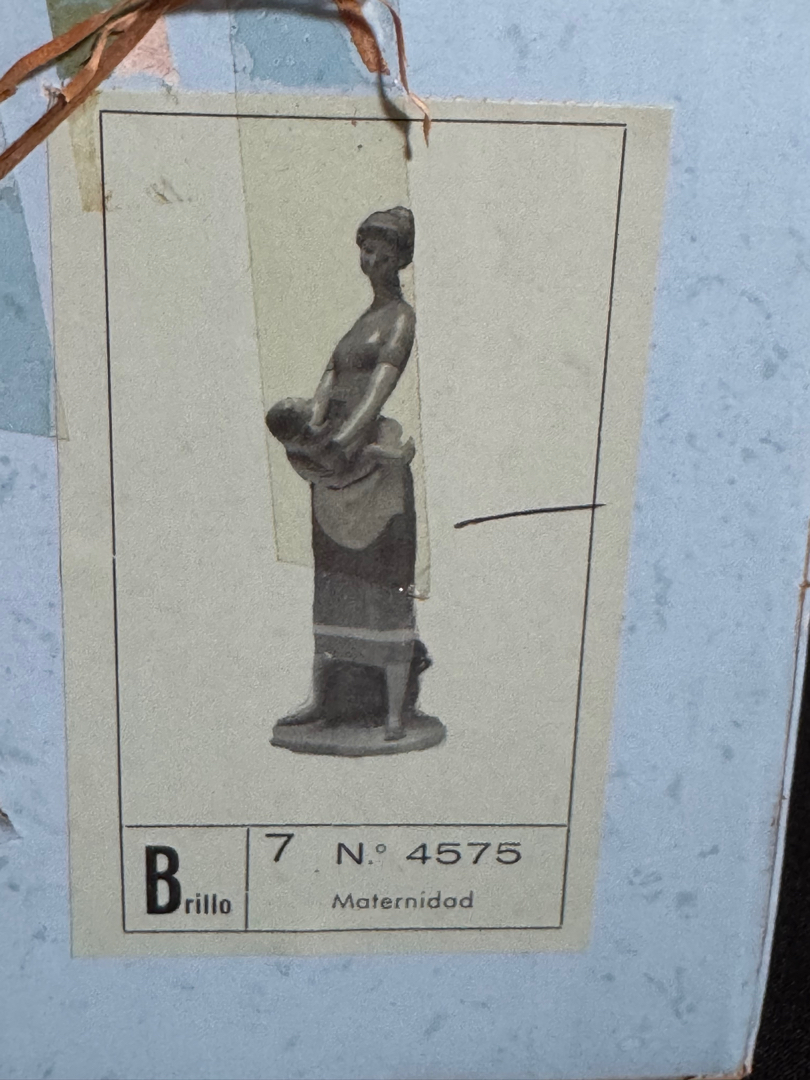 Brillo
7 N.º 4575
Maternidad